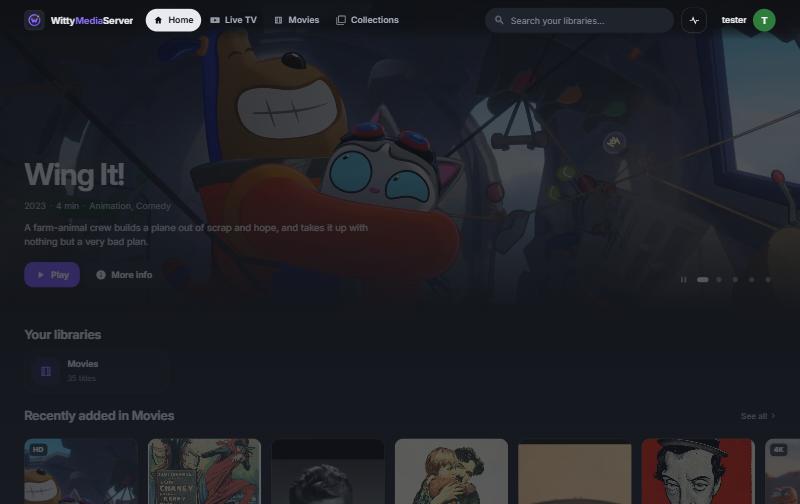 WittyMediaServer
Home
Live TV
Movies
Collections
Search your libraries...
tester
T
Wing It!
2023 · 4 min · Animation, Comedy
A farm-animal crew builds a plane out of scrap and hope, and takes it up with
nothing but a very bad plan.
Play
More info
Your libraries
Movies
35 titles
Recently added in Movies
See all
HD
4K
CHANEY